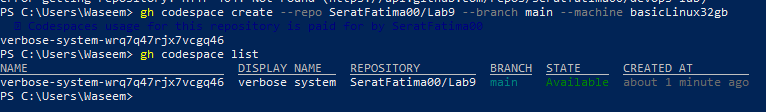 error getting repository: HTTP 404: Not Found (https://api.github.com/repos/SeratFatima00/devops-lab)
PS C:\Users\Waseem> gh codespace create --repo SeratFatima00/Lab9 --branch main --machine basicLinux32gb
Codespaces usage for this repository is paid for by SeratFatima00
verbose-system-wrq7q47rjx7vcgq46
PS C:\Users\Waseem> gh codespace list
NAME DISPLAY NAME REPOSITORY BRANCH STATE CREATED AT
verbose-system-wrq7q47rjx7vcgq46 verbose system SeratFatima00/Lab9 main Available about 1 minute ago
PS C:\Users\Waseem>